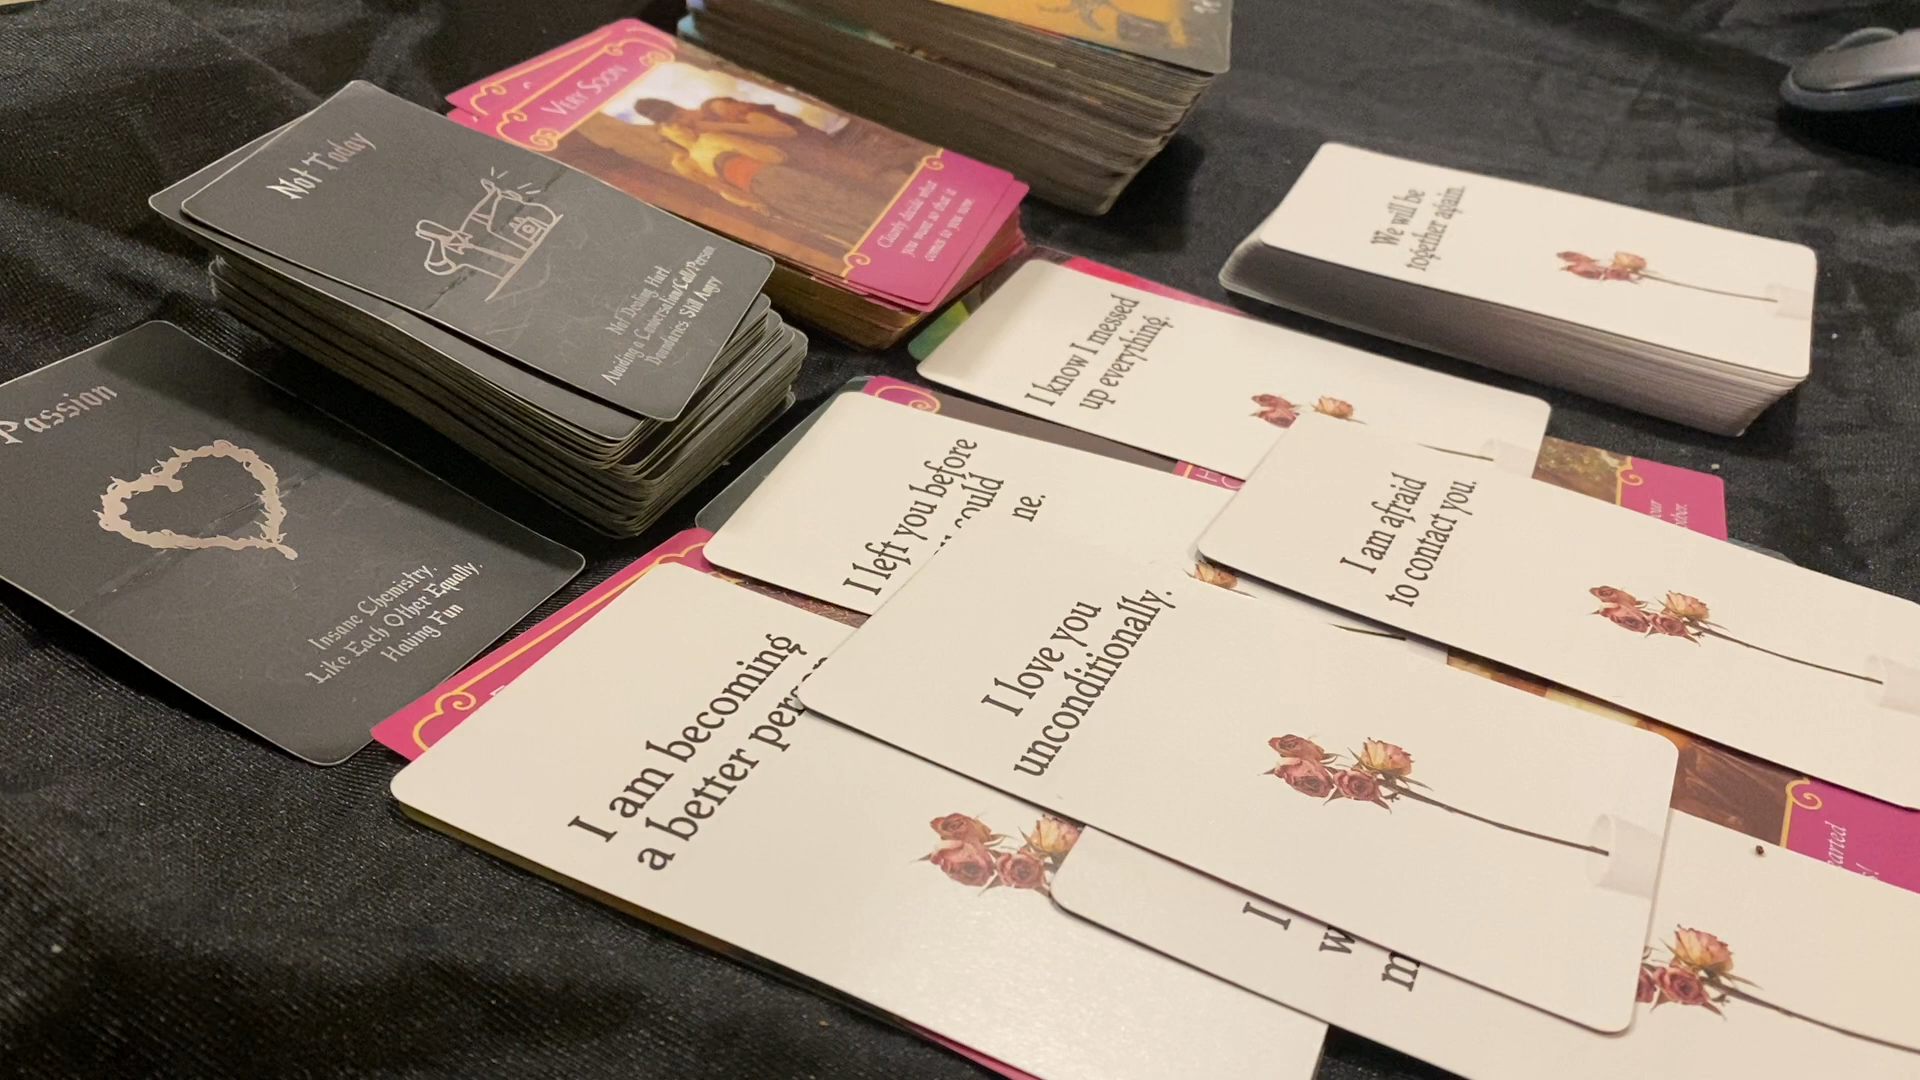 Not Today
Not Dealing, Hurt,
Avoiding a Conversation/Call/Person
Doomdaires, Still Angry
Very Soon
Clearly decide what
you want so that it
comes to you now.
We will be
together again.
I know I messed
up everything.
Passion
Insane Chemistry,
Like Each Other Equally,
Having Fun
I left you before
could
I am afraid
to contact you.
I love you
unconditionally.
I am becoming
a better person
I